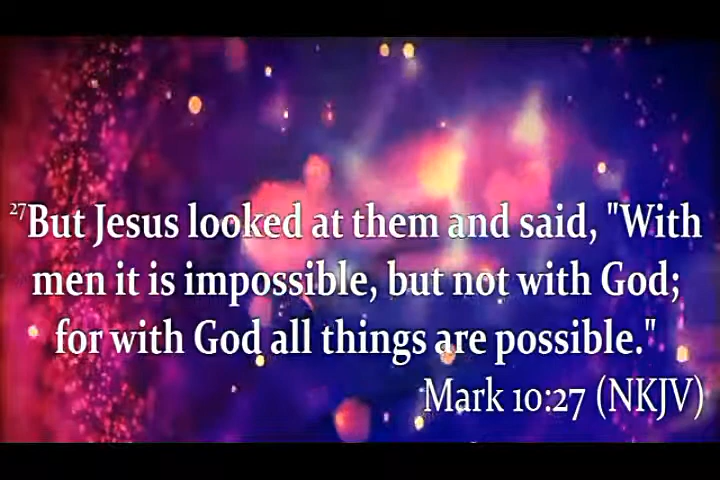 27But Jesus looked at them and said, "With
men it is impossible, but not with God;
for with God all things are possible."
Mark 10:27 (NKJV)